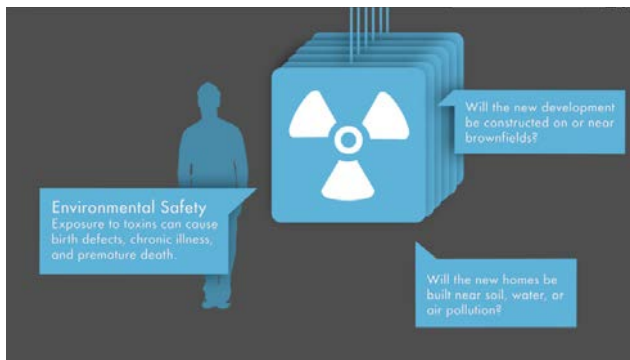 Will the new development
be constructed on or near
brownfields?
Environmental Safety
Exposure to toxins can cause
birth defects, chronic illness,
and premature death.
Will the new homes be
built near soil, water, or
air pollution?